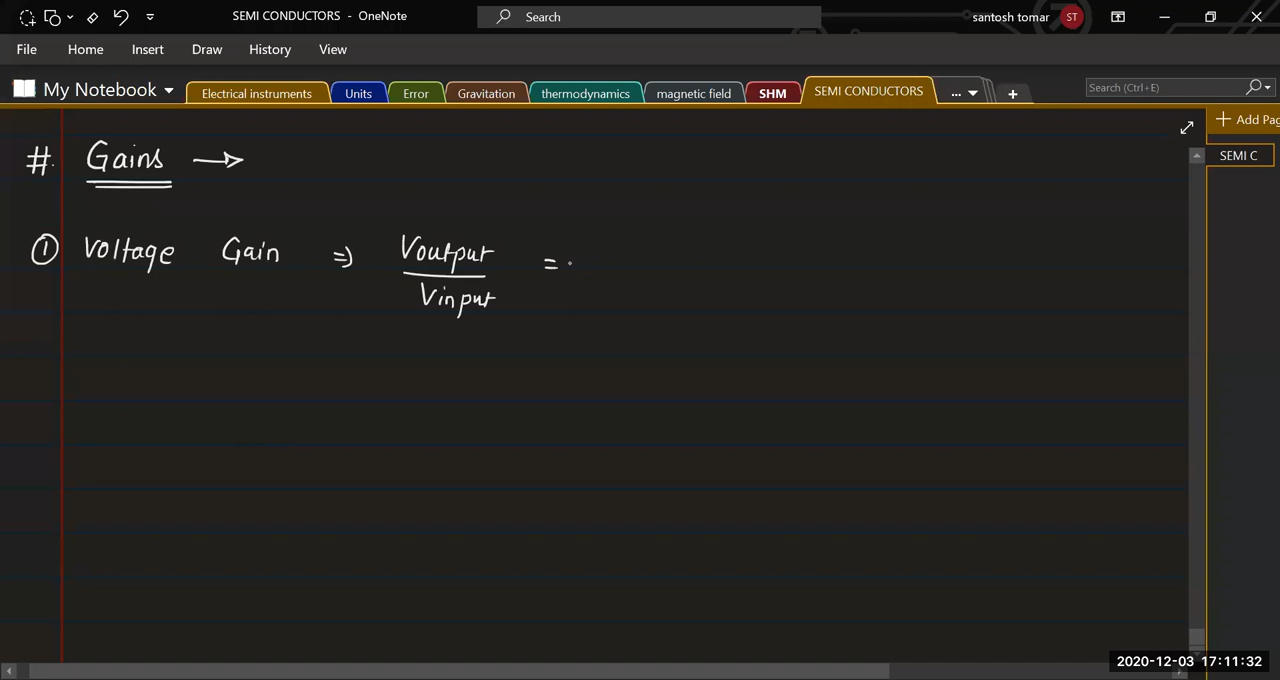 SEMI CONDUCTORS - OneNote
Search
santosh tomar
ST
File Home Insert Draw History View
My Notebook
Electrical instruments
Units
Error
Gravitation
thermodynamics
magnetic field
SHM
SEMI CONDUCTORS
...
Search (Ctrl+E)
Add Pag
SEMI C
# Gains →
① Voltage Gain ⇒ Voutput / Vinput =
2020-12-03 17:11:32